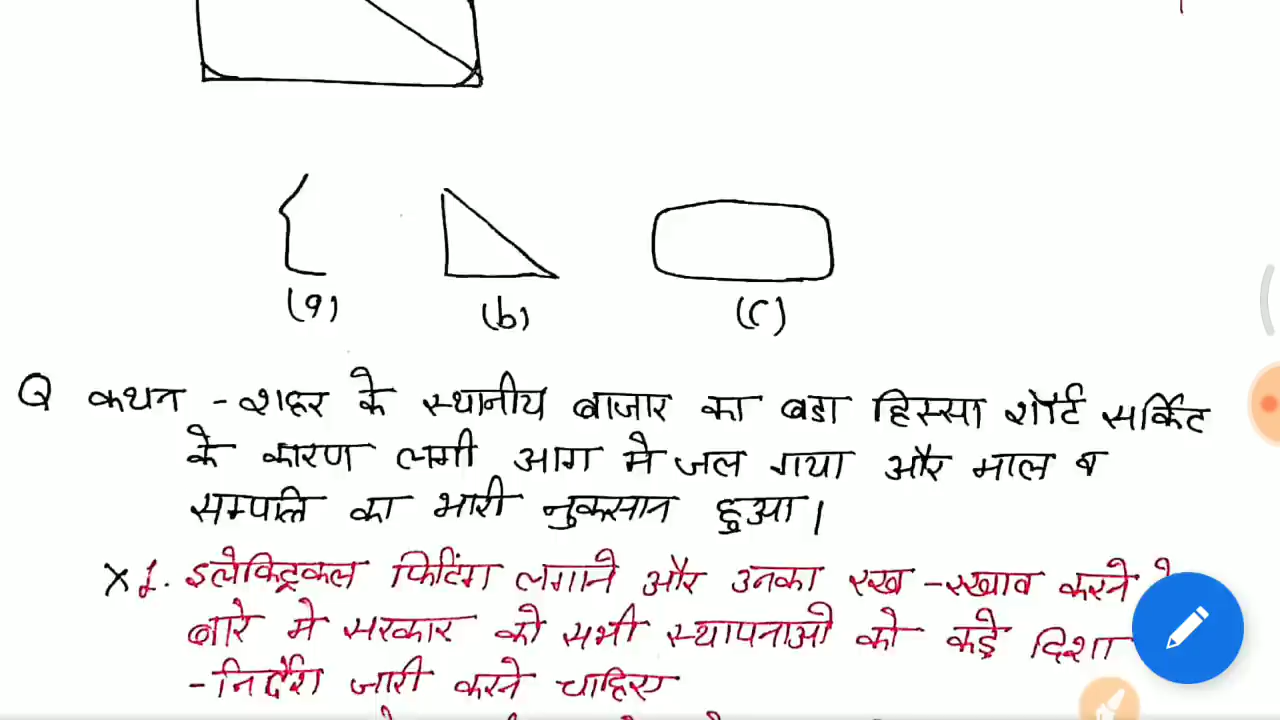 (a) (b) (c)
Q कथन - शहर के स्थानीय बाजार का बडा हिस्सा शॉर्ट सर्किट
के कारण लगी आग मे जल गया और माल व
सम्पति का भारी नुकसान हुआ।
X 1. इलेक्ट्रिकल फिटिंग लगाने और उनका रख-रखाव करने
बारे मे सरकार को सभी स्थापनाओ को कड़े दिशा
-निर्देश जारी करने चाहिए